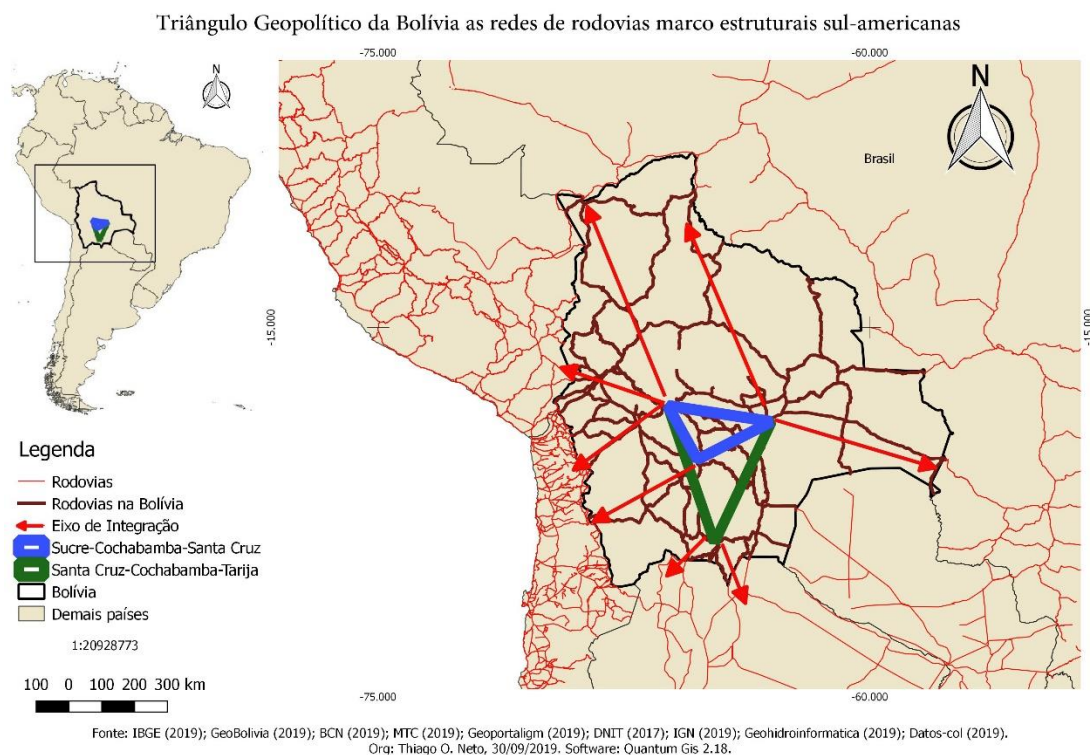 Triângulo Geopolítico da Bolívia as redes de rodovias marco estruturais sul-americanas
-75.000
-60.000
N
N
Brasil
-15.000
-15.000
Legenda
Rodovias
Rodovias na Bolívia
Eixo de Integração
Sucre-Cochabamba-Santa Cruz
Santa Cruz-Cochabamba-Tarija
Bolívia
Demais países
1:20928773
100 0 100 200 300 km
-75.000
-60.000
Fonte: IBGE (2019); GeoBolivia (2019); BCN (2019); MTC (2019); Geoportaligm (2019); DNIT (2017); IGN (2019); Geohidroinformatica (2019); Datos-col (2019).
Org: Thiago O. Neto, 30/09/2019. Software: Quantum Gis 2.18.